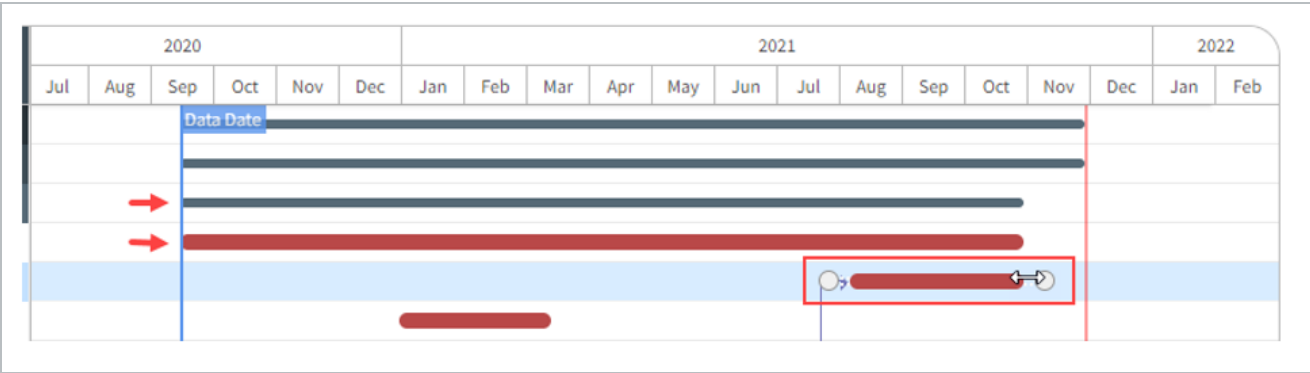 2020 2021 2022
Jul Aug Sep Oct Nov Dec Jan Feb Mar Apr May Jun Jul Aug Sep Oct Nov Dec Jan Feb
Data Date